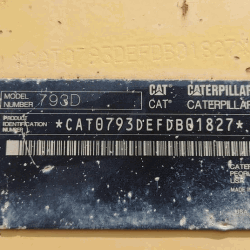 MODEL NUMBER 793D
CAT CATERPILLAR
CAT® CATERPILLAR
PRODUCT IDENTIFICATION NUMBER
*CAT0793DEFDB01827*